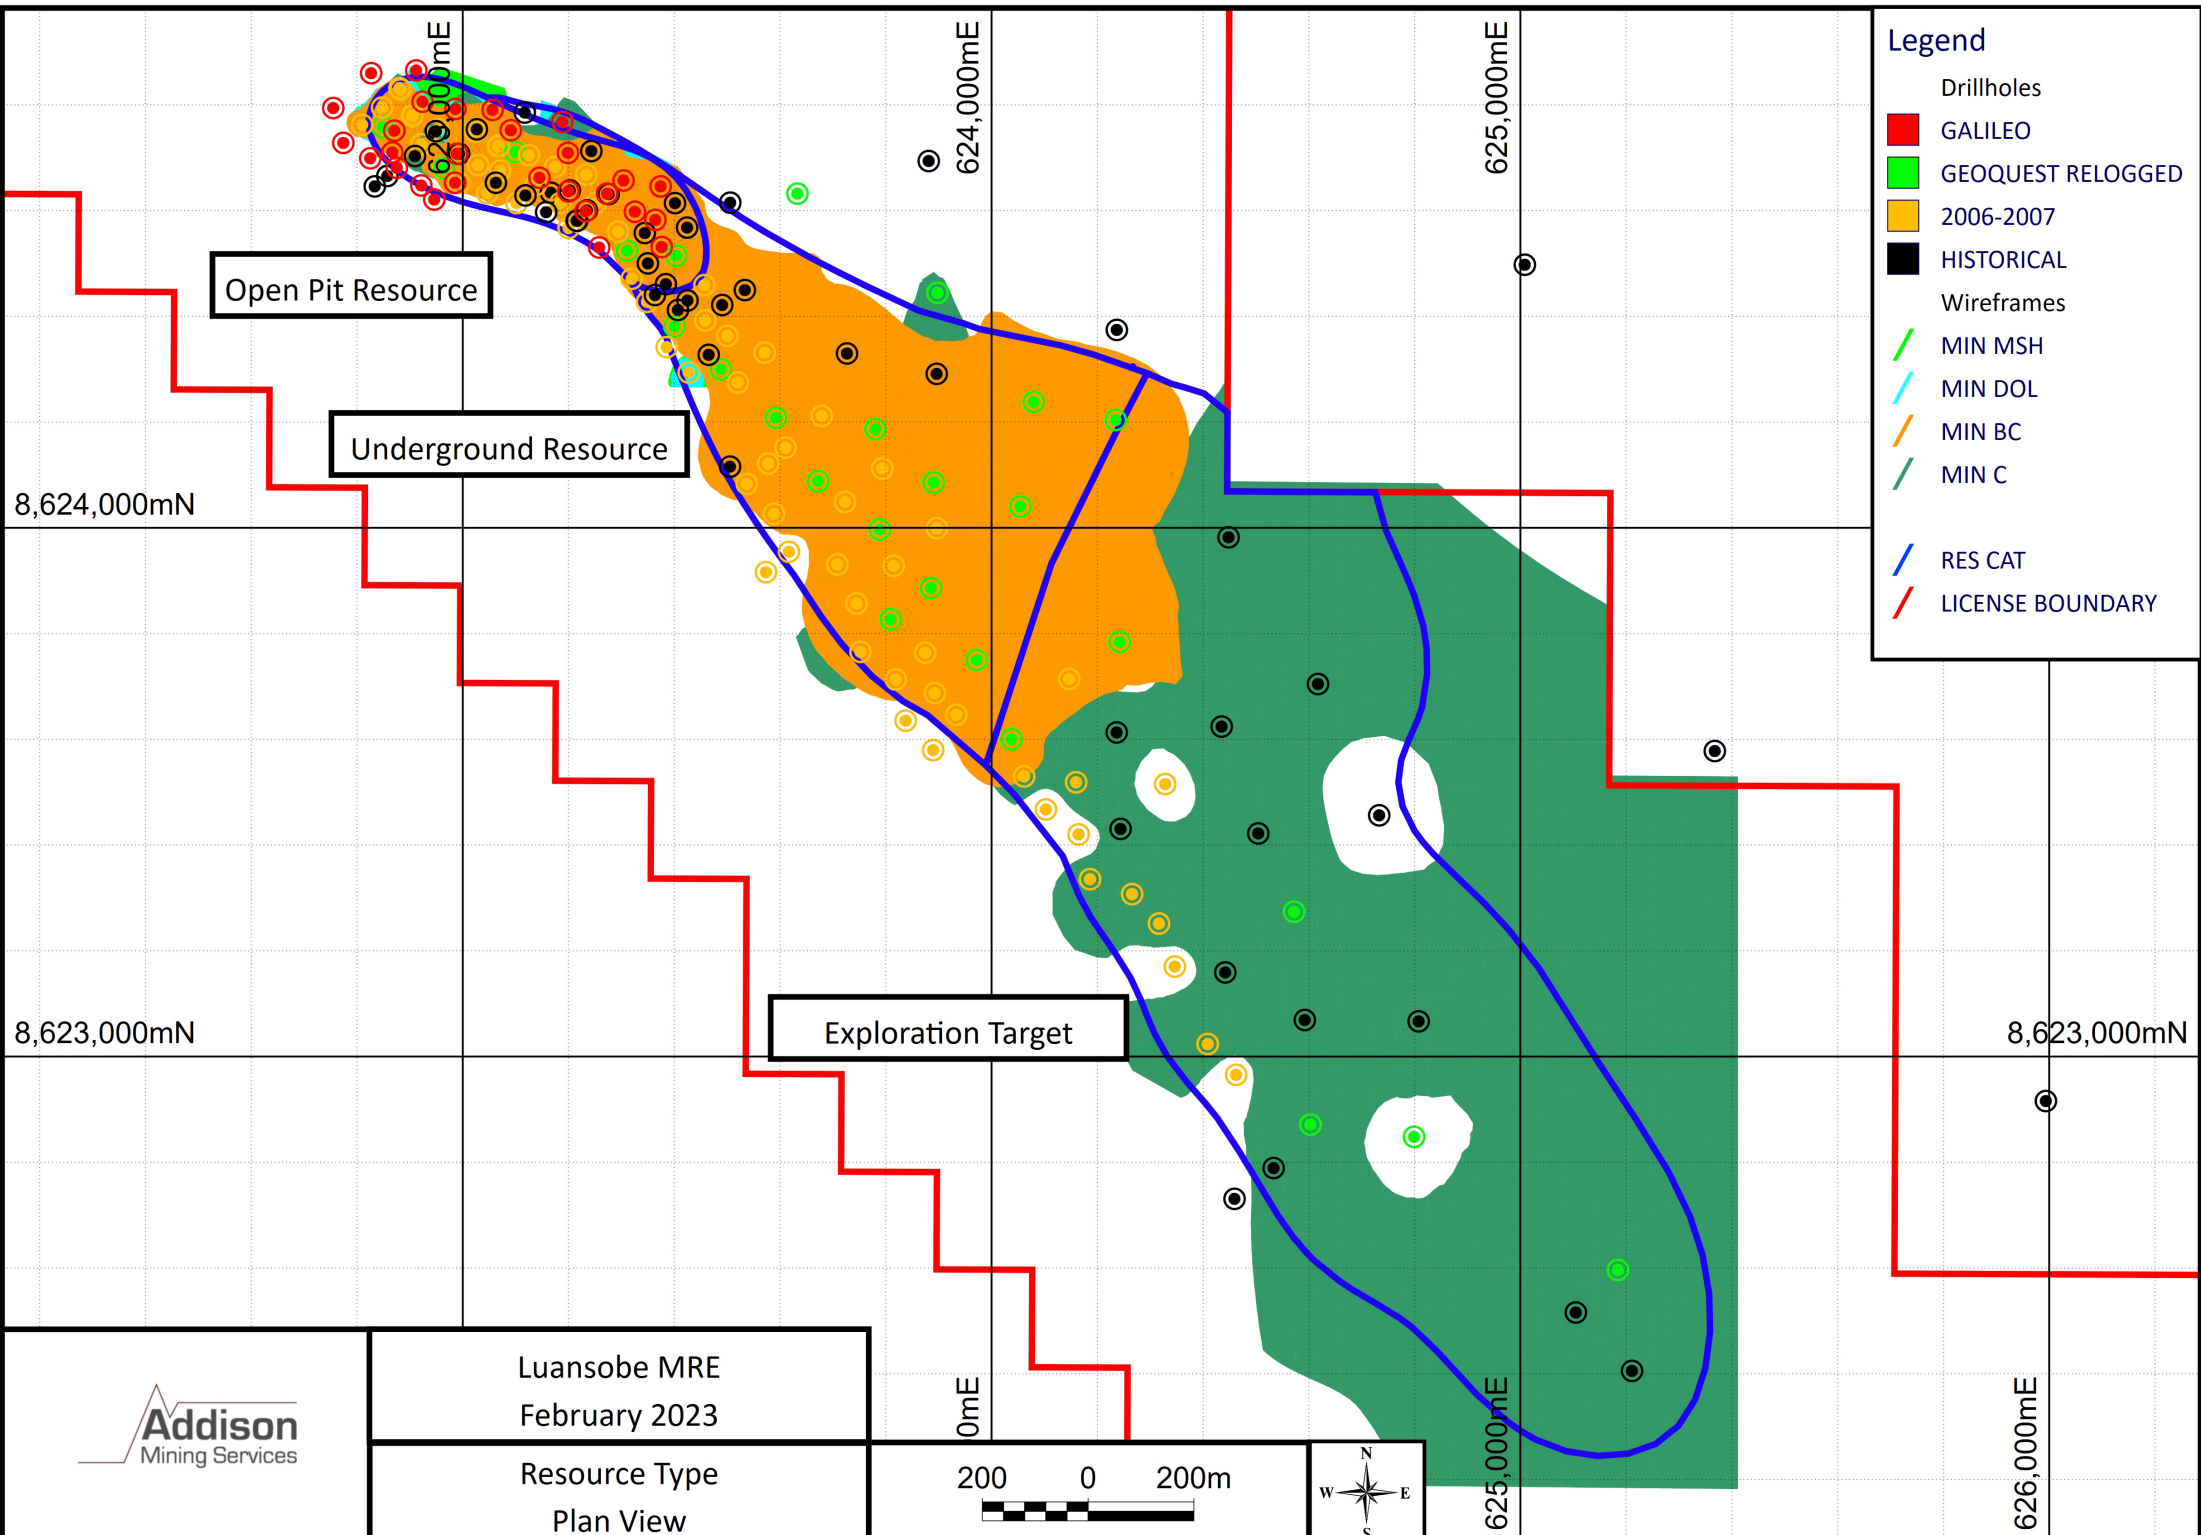 623,000mE
624,000mE
625,000mE
Legend
Drillholes
GALILEO
GEOQUEST RELOGGED
2006-2007
HISTORICAL
Wireframes
MIN MSH
MIN DOL
MIN BC
MIN C
RES CAT
LICENSE BOUNDARY
Open Pit Resource
Underground Resource
8,624,000mN
Exploration Target
8,623,000mN
8,623,000mN
0mE
625,000mE
626,000mE
Addison
Mining Services
Luansobe MRE
February 2023
Resource Type
Plan View
200 0 200m
N
W E
S